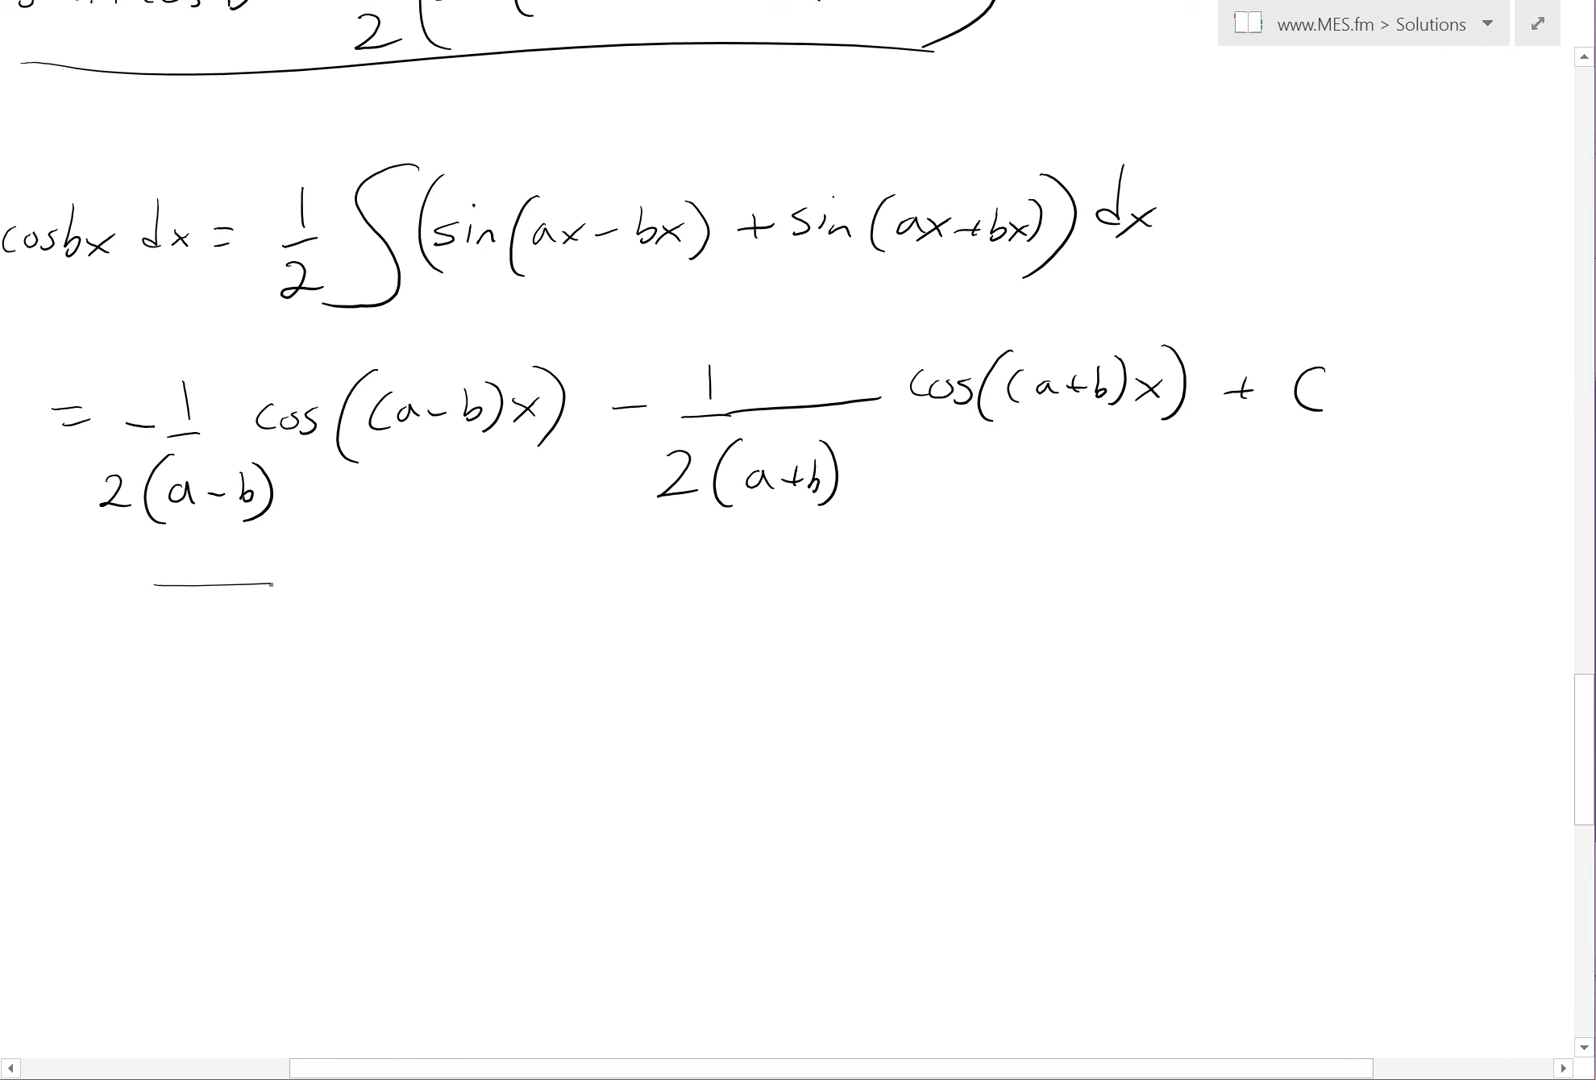 www.MES.fm > Solutions
2
cosbx dx = 1/2 ∫(sin(ax-bx) + sin(ax+bx)) dx
= -1/2(a-b) cos((a-b)x) - 1/2(a+b) cos((a+b)x) + C